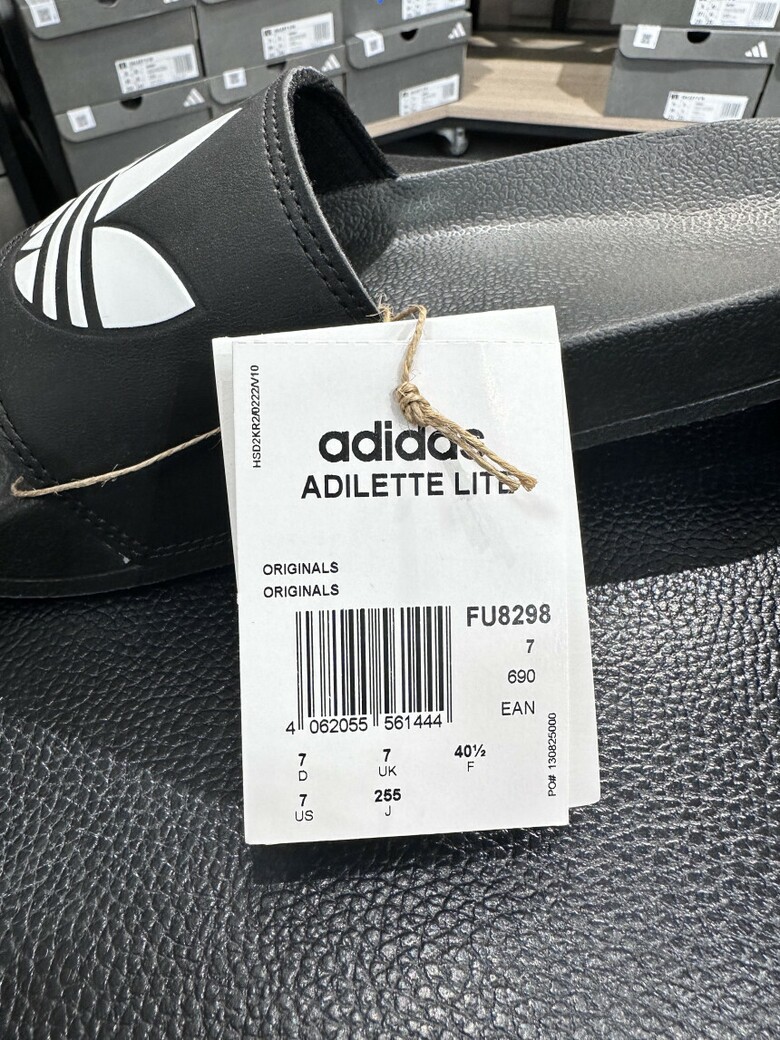 HSD2KR2/0222/V10
adidas
ADILETTE LITE
ORIGINALS
ORIGINALS
FU8298
7
690
EAN
4 062055 561444
7 7 40½
D UK F
7 255
US J
PO# 130825000